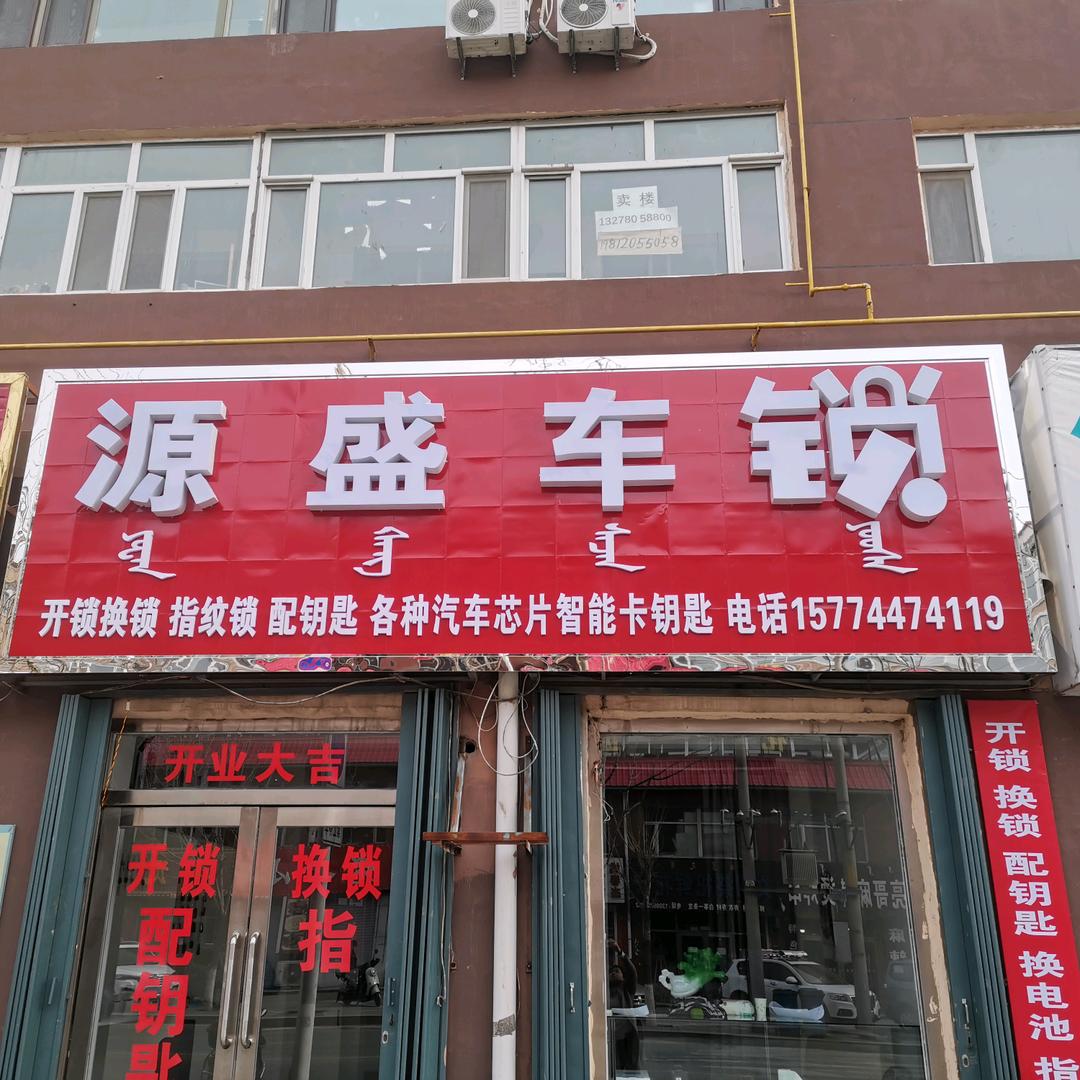 卖楼
13278058800
19812055058
源盛车锁
开锁换锁 指纹锁 配钥匙 各种汽车芯片智能卡钥匙 电话15774474119
开业大吉
开锁 换锁
配钥匙
指
开锁 换锁 配钥匙 换电池 指